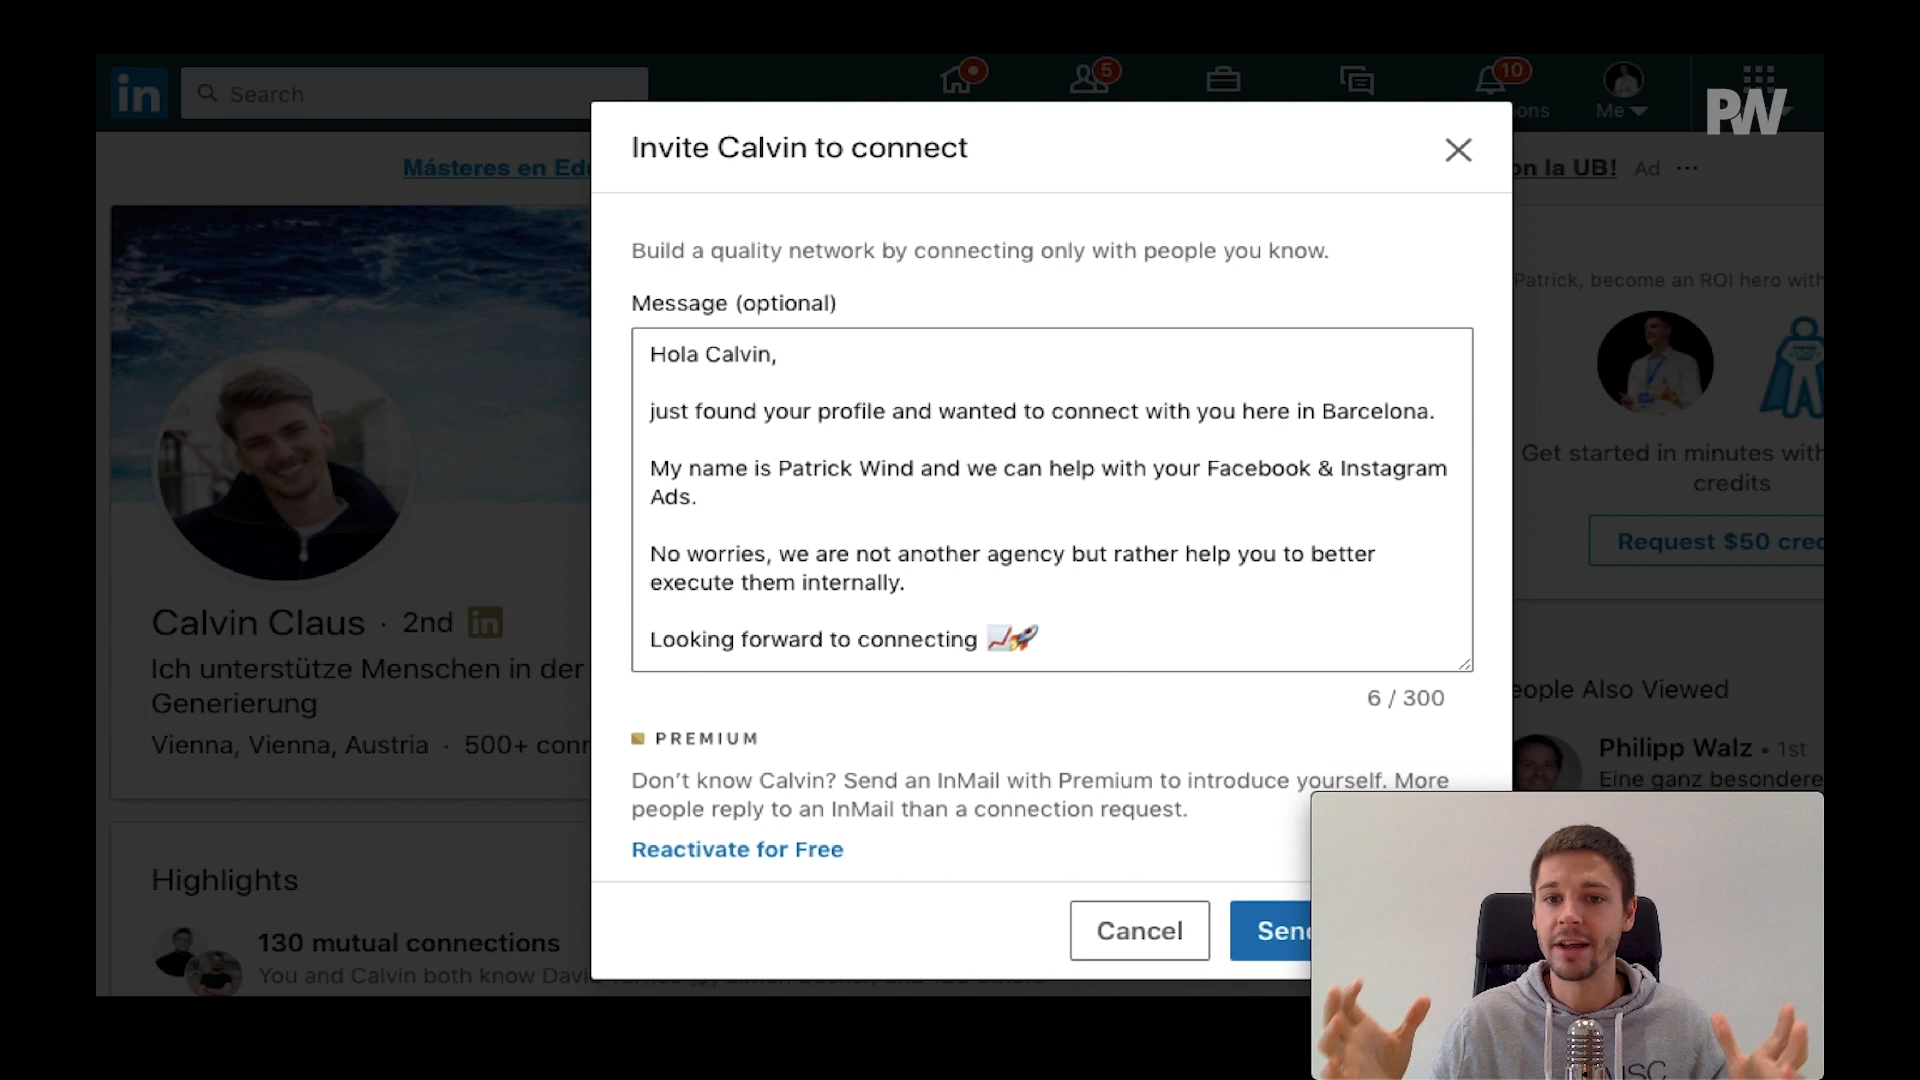 in
Search
5
10
Me
PW
Másteres en
on la UB!
Ad
Invite Calvin to connect
Build a quality network by connecting only with people you know.
Message (optional)
Hola Calvin,
just found your profile and wanted to connect with you here in Barcelona.
My name is Patrick Wind and we can help with your Facebook & Instagram
Ads.
No worries, we are not another agency but rather help you to better
execute them internally.
Looking forward to connecting
6 / 300
PREMIUM
Don't know Calvin? Send an InMail with Premium to introduce yourself. More
people reply to an InMail than a connection request.
Reactivate for Free
Cancel
Send
Calvin Claus · 2nd in
Ich unterstütze Menschen in der
Generierung
Vienna, Vienna, Austria · 500+
Highlights
130 mutual connections
You and Calvin both know
Patrick, become an ROI hero with
Get started in minutes with
credits
Request $50
People Also Viewed
Philipp Walz • 1st
Eine ganz besondere